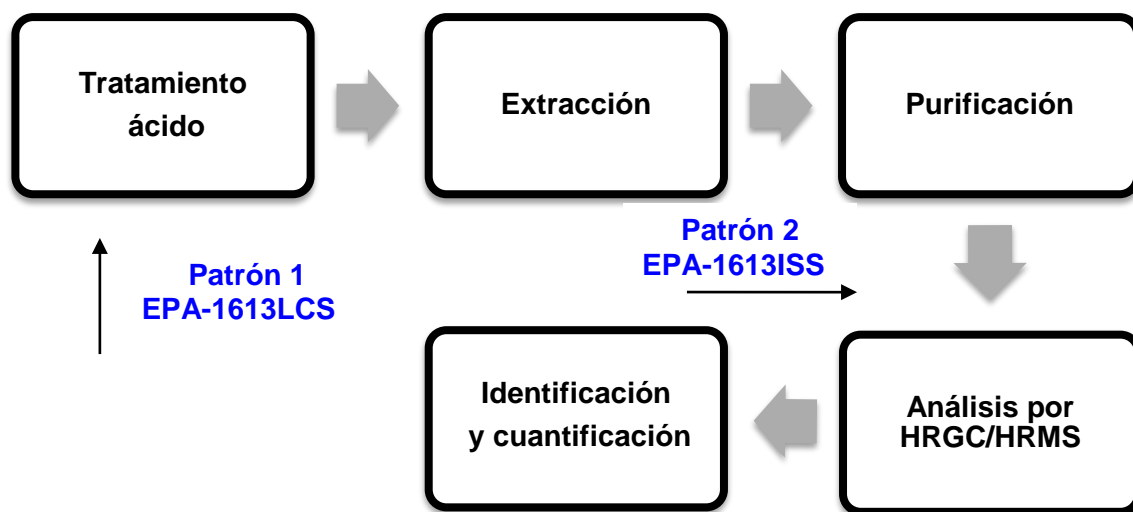 Tratamiento
ácido
Extracción
Purificación
Patrón 1
EPA-1613LCS
Patrón 2
EPA-1613ISS
Análisis por
HRGC/HRMS
Identificación
y cuantificación